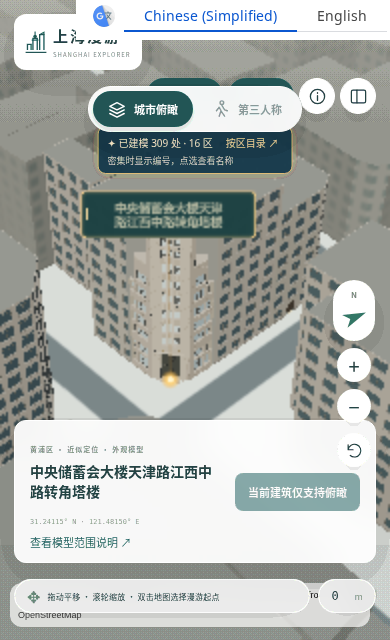 Chinese (Simplified)
English
SHANGHAI EXPLORER
城市俯瞰
第三人称
✦ 已建模 309 处 · 16 区 按区目录 ↗
密集时显示编号，点选查看名称
中央储蓄会大楼天津
路江西中路转角塔楼
N
黄浦区 · 近似定位 · 外观模型
中央储蓄会大楼天津路江西中
路转角塔楼
当前建筑仅支持俯瞰
31.24115° N · 121.48150° E
查看模型范围说明 ↗
拖动平移 · 滚轮缩放 · 双击地图选择漫游起点
0 m
OpenStreetMap